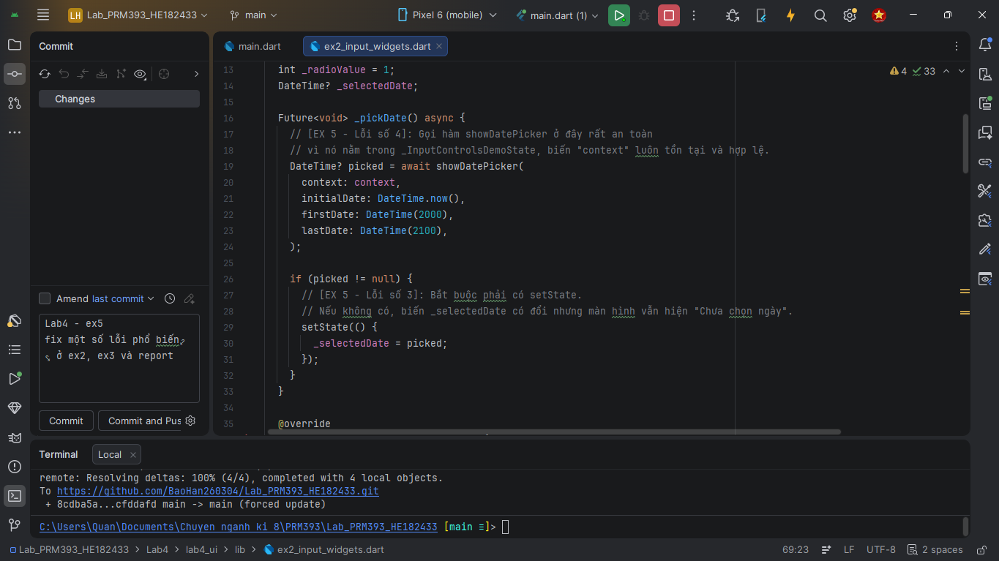 LH Lab_PRM393_HE182433 main Pixel 6 (mobile) main.dart (1)
Commit
main.dart ex2_input_widgets.dart
Changes
4 33
13 int _radioValue = 1;
14 DateTime? _selectedDate;
15
16 Future<void> _pickDate() async {
17 // [EX 5 - Lỗi số 4]: Gọi hàm showDatePicker ở đây rất an toàn
18 // vì nó nằm trong _InputControlsDemoState, biến "context" luôn tồn tại và hợp lệ.
19 DateTime? picked = await showDatePicker(
20 context: context,
21 initialDate: DateTime.now(),
22 firstDate: DateTime(2000),
23 lastDate: DateTime(2100),
24 );
25
26 if (picked != null) {
27 // [EX 5 - Lỗi số 3]: Bắt buộc phải có setState.
28 // Nếu không có, biến _selectedDate có đổi nhưng màn hình vẫn hiện "Chưa chọn ngày".
29 setState(() {
30 _selectedDate = picked;
31 });
32 }
33 }
34
35 @override
Amend last commit
Lab4 - ex5
fix một số lỗi phổ biến
ở ex2, ex3 và report
Commit Commit and Pus
Terminal Local
remote: Resolving deltas: 100% (4/4), completed with 4 local objects.
To https://github.com/BaoHan260304/Lab_PRM393_HE182433.git
+ 8cdba5a...cfddafd main -> main (forced update)
C:\Users\Quan\Documents\Chuyen nganh ki 8\PRM393\Lab_PRM393_HE182433 [main ≡]>
Lab_PRM393_HE182433 > Lab4 > lab4_ui > lib > ex2_input_widgets.dart 69:23 LF UTF-8 2 spaces